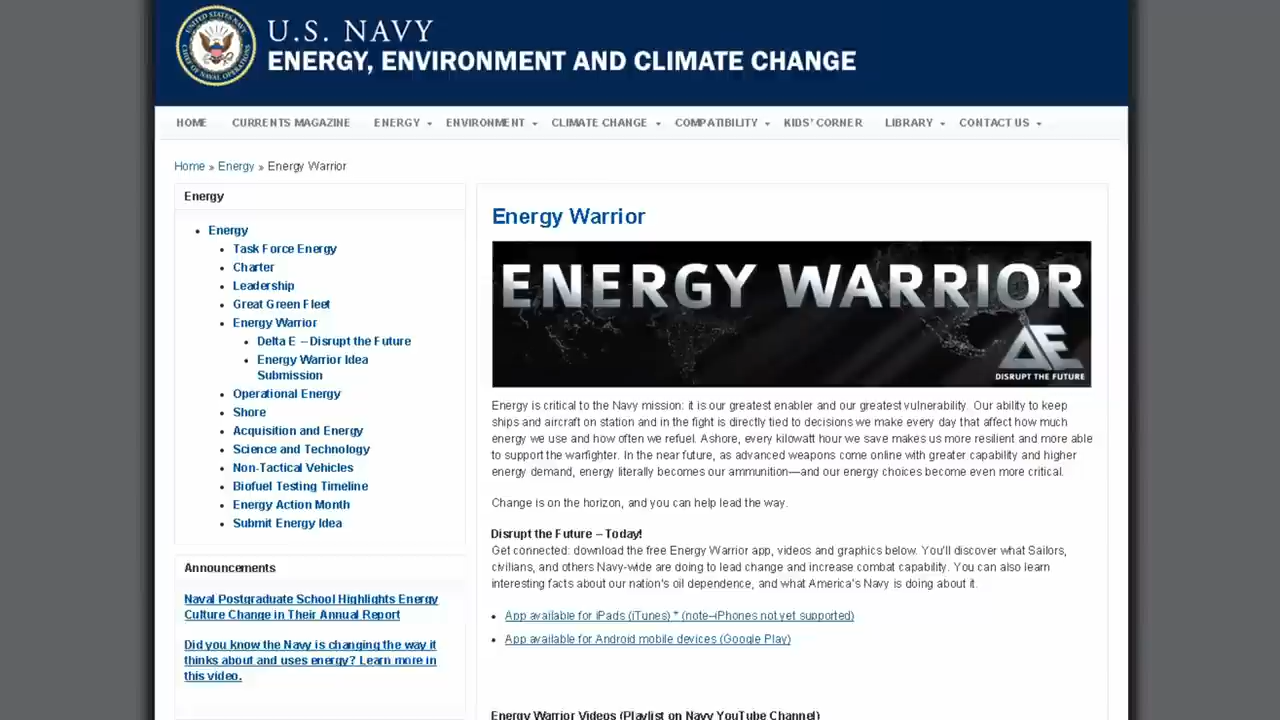 U.S. NAVY
ENERGY, ENVIRONMENT AND CLIMATE CHANGE
HOME CURRENTS MAGAZINE ENERGY ENVIRONMENT CLIMATE CHANGE COMPATIBILITY KIDS' CORNER LIBRARY CONTACT US
Home » Energy » Energy Warrior
Energy
Energy
Task Force Energy
Charter
Leadership
Great Green Fleet
Energy Warrior
Delta E – Disrupt the Future
Energy Warrior Idea
Submission
Operational Energy
Shore
Acquisition and Energy
Science and Technology
Non-Tactical Vehicles
Biofuel Testing Timeline
Energy Action Month
Submit Energy Idea
Announcements
Naval Postgraduate School Highlights Energy
Culture Change in Their Annual Report
Did you know the Navy is changing the way it
thinks about and uses energy? Learn more in
this video.
Energy Warrior
ENERGY WARRIOR
ΔE
DISRUPT THE FUTURE
Energy is critical to the Navy mission: it is our greatest enabler and our greatest vulnerability. Our ability to keep
ships and aircraft on station and in the fight is directly tied to decisions we make every day that affect how much
energy we use and how often we refuel. Ashore, every kilowatt hour we save makes us more resilient and more able
to support the warfighter. In the near future, as advanced weapons come online with greater capability and higher
energy demand, energy literally becomes our ammunition—and our energy choices become even more critical.
Change is on the horizon, and you can help lead the way.
Disrupt the Future – Today!
Get connected: download the free Energy Warrior app, videos and graphics below. You'll discover what Sailors,
civilians, and others Navy-wide are doing to lead change and increase combat capability. You can also learn
interesting facts about our nation's oil dependence, and what America's Navy is doing about it.
App available for iPads (iTunes) * (note–iPhones not yet supported)
App available for Android mobile devices (Google Play)
Energy Warrior Videos (Playlist on Navy YouTube Channel)